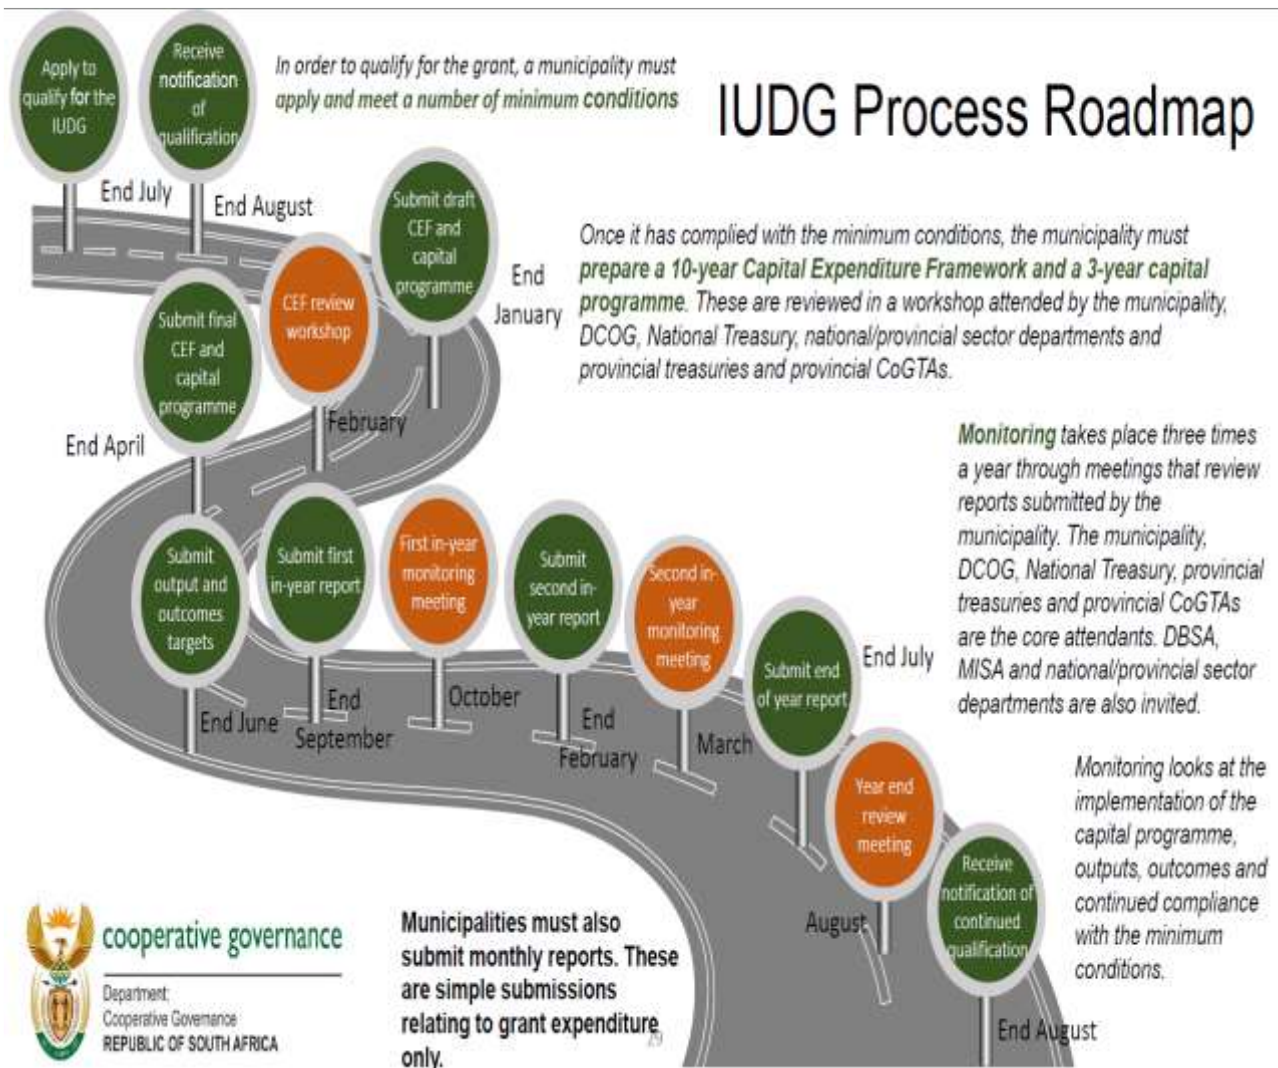 IUDG Process Roadmap
Apply to
qualify for the
IUDG
End July
Receive
notification
of
qualification
End August
In order to qualify for the grant, a municipality must
apply and meet a number of minimum conditions
Submit draft
CEF and
capital
programme
End
January
Once it has complied with the minimum conditions, the municipality must
prepare a 10-year Capital Expenditure Framework and a 3-year capital
programme. These are reviewed in a workshop attended by the municipality,
DCOG, National Treasury, national/provincial sector departments and
provincial treasuries and provincial CoGTAs.
CEF review
workshop
February
Submit final
CEF and
capital
programme
End April
Submit
output and
outcomes
targets
End June
Submit first
in-year report
End
September
First in-year
monitoring
meeting
October
Submit
second in-
year report
End
February
Second in-
year
monitoring
meeting
March
Submit end
of year report
End July
Year end
review
meeting
August
Receive
notification of
continued
qualification
End August
Monitoring takes place three times
a year through meetings that review
reports submitted by the
municipality. The municipality,
DCOG, National Treasury, provincial
treasuries and provincial CoGTAs
are the core attendants. DBSA,
MISA and national/provincial sector
departments are also invited.
Monitoring looks at the
implementation of the
capital programme,
outputs, outcomes and
continued compliance
with the minimum
conditions.
Municipalities must also
submit monthly reports. These
are simple submissions
relating to grant expenditure
only.
29
cooperative governance
Department:
Cooperative Governance
REPUBLIC OF SOUTH AFRICA